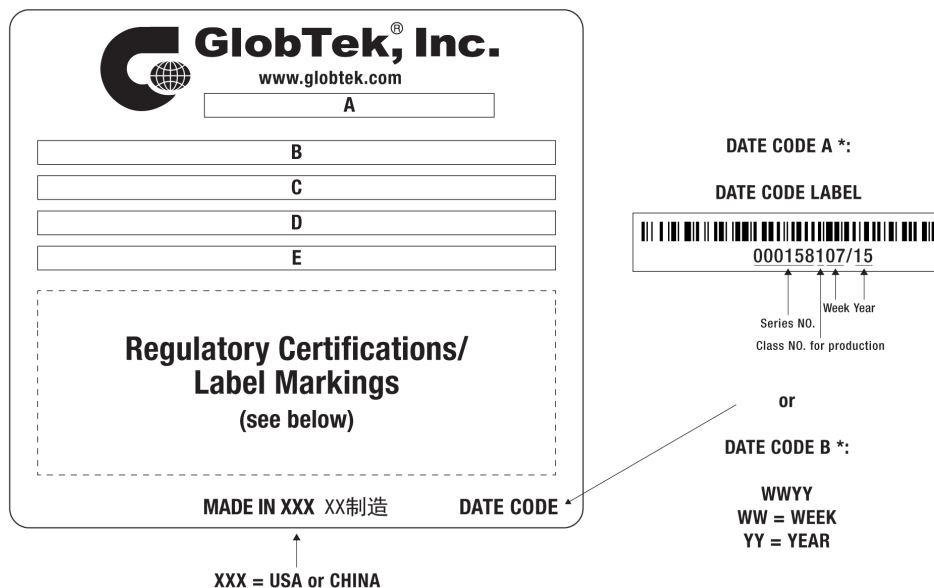 GlobTek,® Inc.
www.globtek.com
A
B
C
D
E
Regulatory Certifications/
Label Markings
(see below)
MADE IN XXX XX制造 DATE CODE
XXX = USA or CHINA
DATE CODE A *:
DATE CODE LABEL
000158107/15
Week Year
Series NO.
Class NO. for production
or
DATE CODE B *:
WWYY
WW = WEEK
YY = YEAR